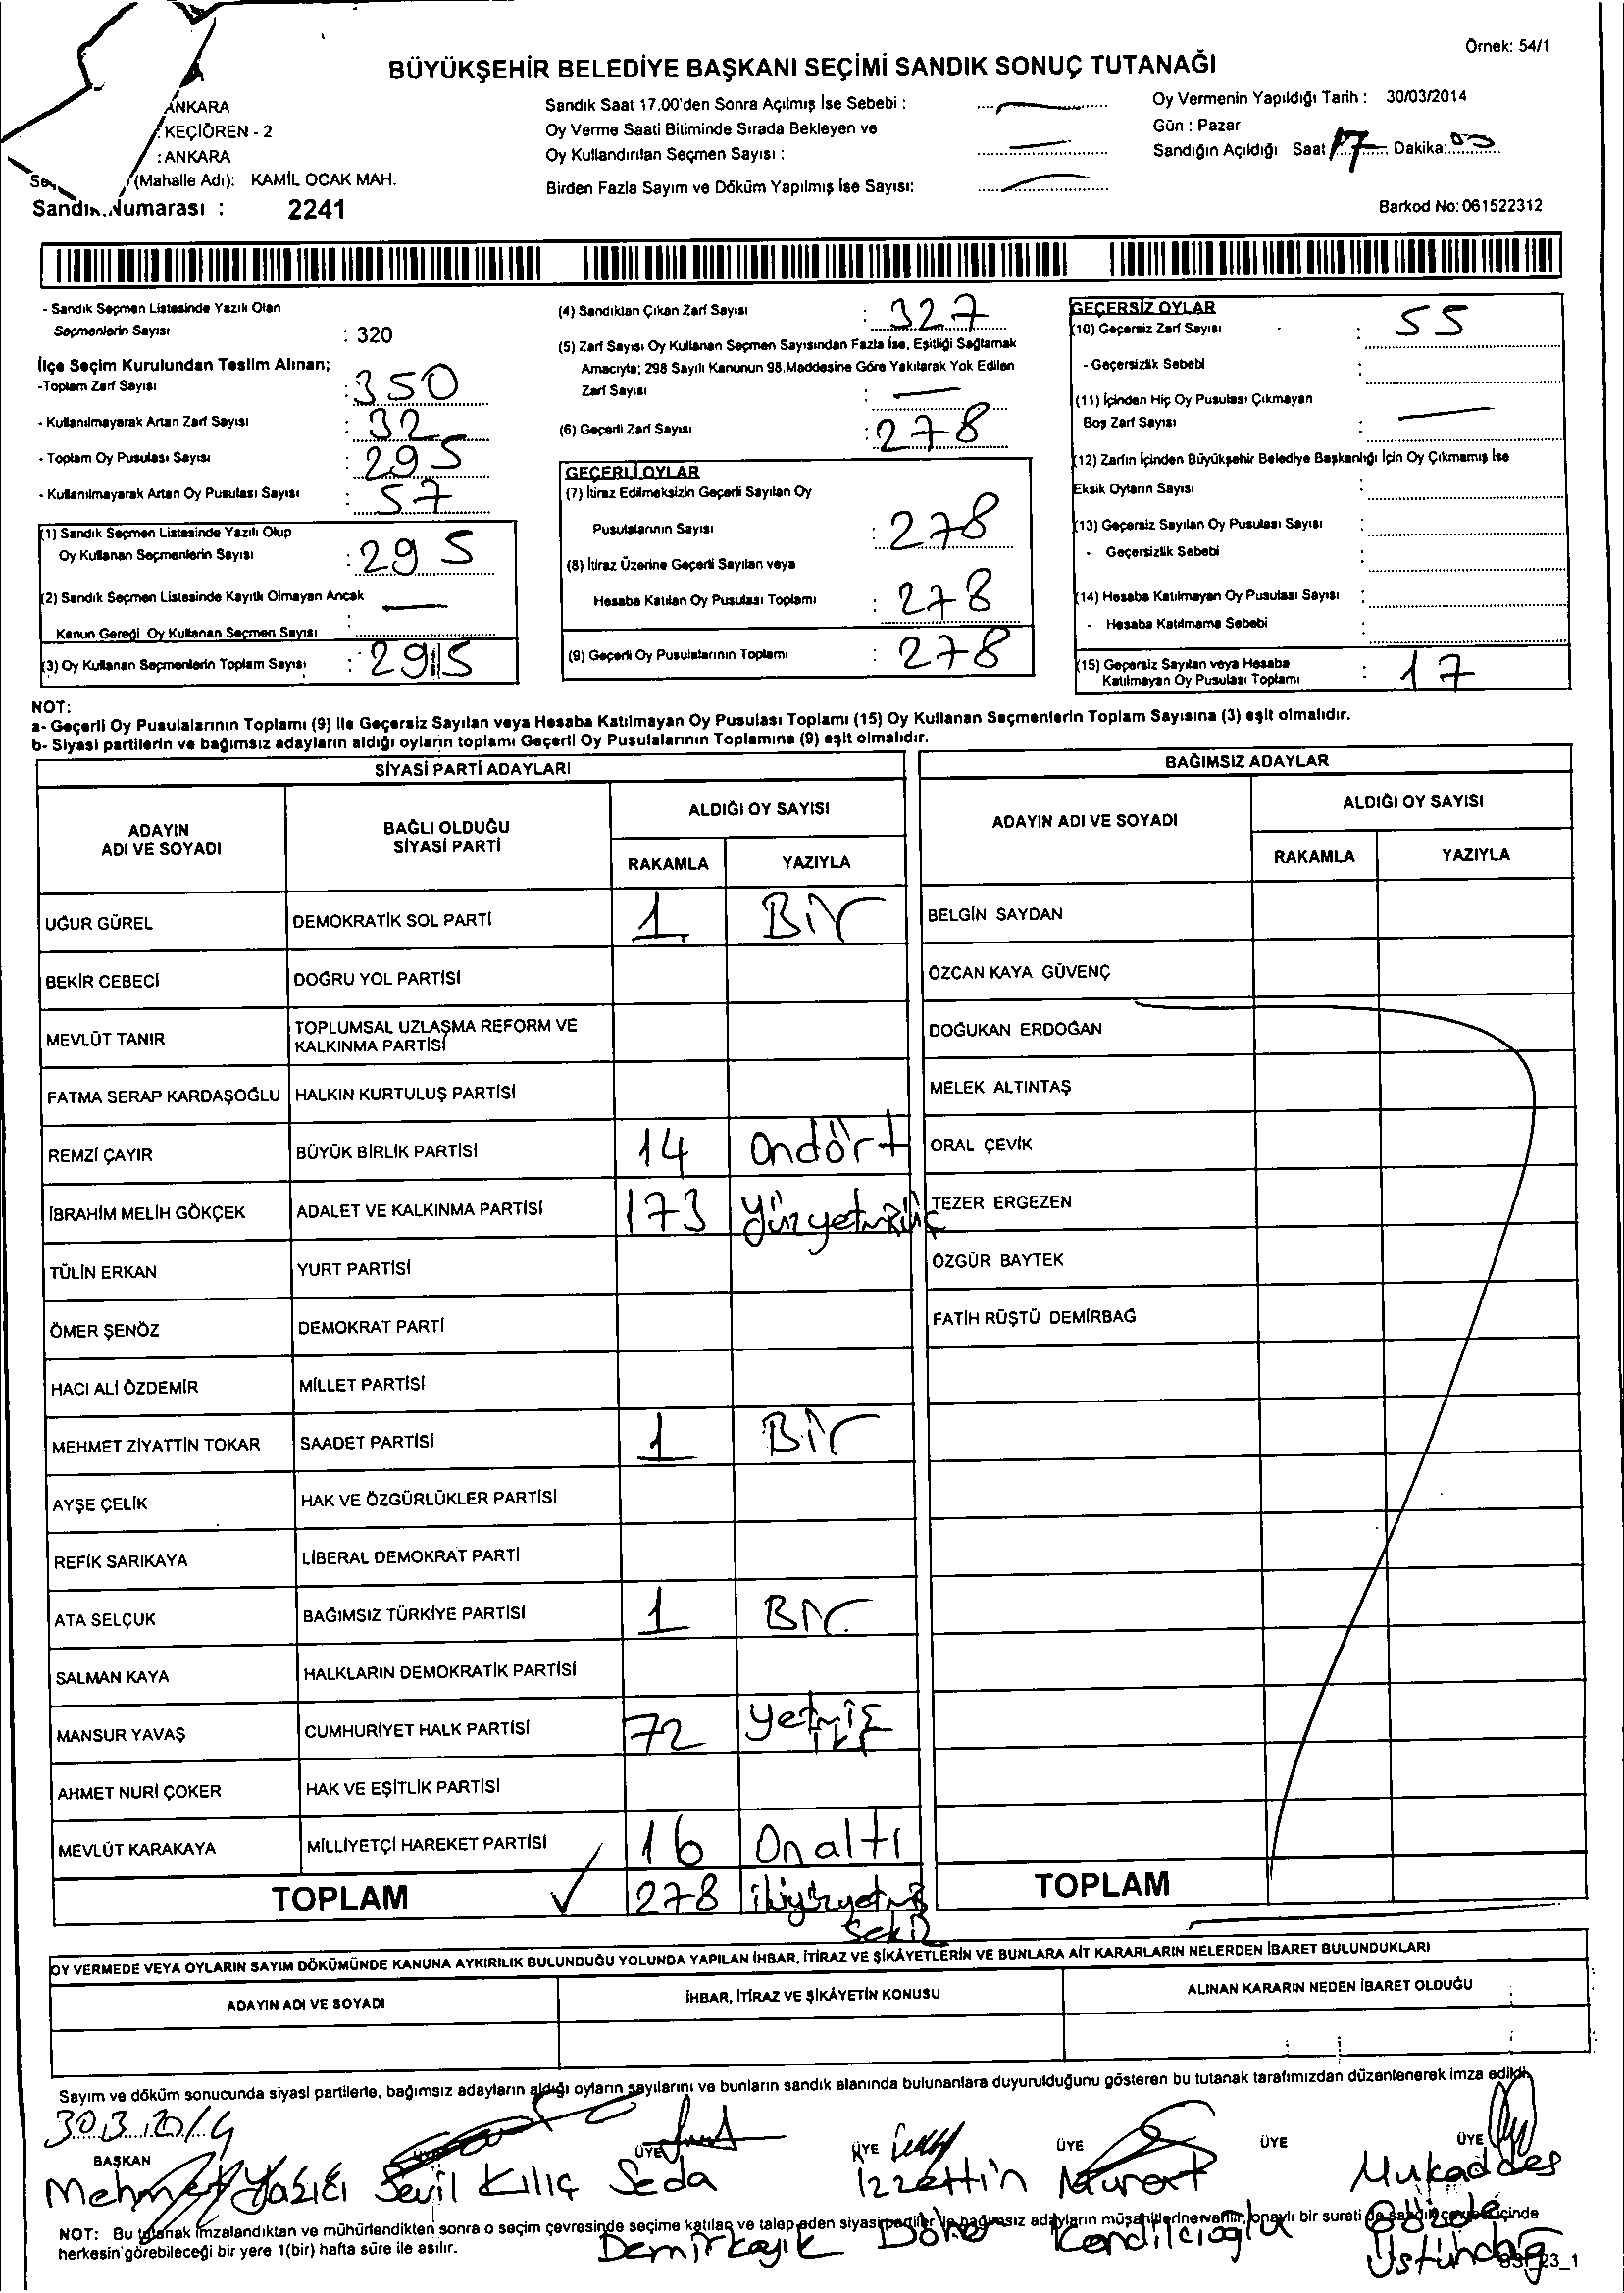 Örnek: 54/1
BÜYÜKŞEHİR BELEDİYE BAŞKANI SEÇİMİ SANDIK SONUÇ TUTANAĞI
ANKARA
KEÇİÖREN - 2
: ANKARA
(Mahalle Adı): KAMİL OCAK MAH.
Numarası : 2241
Sandık Saat 17.00'den Sonra Açılmış İse Sebebi :
Oy Verme Saati Bitiminde Sırada Bekleyen ve
Oy Kullandırılan Seçmen Sayısı :
Birden Fazla Sayım ve Döküm Yapılmış İse Sayısı:
Oy Vermenin Yapıldığı Tarih : 30/03/2014
Gün : Pazar
Sandığın Açıldığı Saat 17 Dakika: 00
Barkod No: 061522312
- Sandık Seçmen Listesinde Yazılı Olan
Seçmenlerin Sayısı : 320
İlçe Seçim Kurulundan Teslim Alınan;
-Toplam Zarf Sayısı : 350
- Kullanılmayarak Artan Zarf Sayısı : 32
- Toplam Oy Pusulası Sayısı : 295
- Kullanılmayarak Artan Oy Pusulası Sayısı : 57
(1) Sandık Seçmen Listesinde Yazılı Olup
Oy Kullanan Seçmenlerin Sayısı : 295
(2) Sandık Seçmen Listesinde Kayıtlı Olmayan Ancak
Kanun Gereği Oy Kullanan Seçmen Sayısı :
(3) Oy Kullanan Seçmenlerin Toplam Sayısı : 295
(4) Sandıktan Çıkan Zarf Sayısı : 327
(5) Zarf Sayısı Oy Kullanan Seçmen Sayısından Fazla İse, Eşitliği Sağlamak
Amacıyla; 298 Sayılı Kanunun 98.Maddesine Göre Yakılarak Yok Edilen
Zarf Sayısı :
(6) Geçerli Zarf Sayısı : 278
GEÇERLİ OYLAR
(7) İtiraz Edilmeksizin Geçerli Sayılan Oy
Pusulalarının Sayısı : 278
(8) İtiraz Üzerine Geçerli Sayılan veya
Hesaba Katılan Oy Pusulası Toplamı : 278
(9) Geçerli Oy Pusulalarının Toplamı : 278
GEÇERSİZ OYLAR
(10) Geçersiz Zarf Sayısı : 55
- Geçersizlik Sebebi :
(11) İçinden Hiç Oy Pusulası Çıkmayan
Boş Zarf Sayısı :
(12) Zarfın İçinden Büyükşehir Belediye Başkanlığı İçin Oy Çıkmamış İse
Eksik Oyların Sayısı :
(13) Geçersiz Sayılan Oy Pusulası Sayısı :
- Geçersizlik Sebebi :
(14) Hesaba Katılmayan Oy Pusulası Sayısı :
- Hesaba Katılmama Sebebi :
(15) Geçersiz Sayılan veya Hesaba
Katılmayan Oy Pusulası Toplamı : 17
NOT:
a- Geçerli Oy Pusulalarının Toplamı (9) ile Geçersiz Sayılan veya Hesaba Katılmayan Oy Pusulası Toplamı (15) Oy Kullanan Seçmenlerin Toplam Sayısına (3) eşit olmalıdır.
b- Siyasi partilerin ve bağımsız adayların aldığı oyların toplamı Geçerli Oy Pusulalarının Toplamına (9) eşit olmalıdır.
SİYASİ PARTİ ADAYLARI
ADAYIN ADI VE SOYADI
BAĞLI OLDUĞU SİYASİ PARTİ
ALDIĞI OY SAYISI
RAKAMLA YAZIYLA
UĞUR GÜREL DEMOKRATİK SOL PARTİ 1 Bir
BEKİR CEBECİ DOĞRU YOL PARTİSİ
MEVLÜT TANIR TOPLUMSAL UZLAŞMA REFORM VE KALKINMA PARTİSİ
FATMA SERAP KARDAŞOĞLU HALKIN KURTULUŞ PARTİSİ
REMZİ ÇAYIR BÜYÜK BİRLİK PARTİSİ 14 Ondört
İBRAHİM MELİH GÖKÇEK ADALET VE KALKINMA PARTİSİ 173 Yüzyetmişüç
TÜLİN ERKAN YURT PARTİSİ
ÖMER ŞENÖZ DEMOKRAT PARTİ
HACI ALİ ÖZDEMİR MİLLET PARTİSİ
MEHMET ZİYATTİN TOKAR SAADET PARTİSİ 1 Bir
AYŞE ÇELİK HAK VE ÖZGÜRLÜKLER PARTİSİ
REFİK SARIKAYA LİBERAL DEMOKRAT PARTİ
ATA SELÇUK BAĞIMSIZ TÜRKİYE PARTİSİ 1 Bir
SALMAN KAYA HALKLARIN DEMOKRATİK PARTİSİ
MANSUR YAVAŞ CUMHURİYET HALK PARTİSİ 72 Yetmiş iki
AHMET NURİ ÇOKER HAK VE EŞİTLİK PARTİSİ
MEVLÜT KARAKAYA MİLLİYETÇİ HAREKET PARTİSİ 16 Onaltı
TOPLAM 278 ikiyüzyetmiş sekiz
BAĞIMSIZ ADAYLAR
ADAYIN ADI VE SOYADI
ALDIĞI OY SAYISI
RAKAMLA YAZIYLA
BELGİN SAYDAN
ÖZCAN KAYA GÜVENÇ
DOĞUKAN ERDOĞAN
MELEK ALTINTAŞ
ORAL ÇEVİK
TEZER ERGEZEN
ÖZGÜR BAYTEK
FATİH RÜŞTÜ DEMİRBAĞ
TOPLAM
OY VERMEDE VEYA OYLARIN SAYIM DÖKÜMÜNDE KANUNA AYKIRILIK BULUNDUĞU YOLUNDA YAPILAN İHBAR, İTİRAZ VE ŞİKÂYETLERİN VE BUNLARA AİT KARARLARIN NELERDEN İBARET BULUNDUKLARI
ADAYIN ADI VE SOYADI İHBAR, İTİRAZ VE ŞİKÂYETİN KONUSU ALINAN KARARIN NEDEN İBARET OLDUĞU
Sayım ve döküm sonucunda siyasi partilerle, bağımsız adayların aldığı oyların sayılarını ve bunların sandık alanında bulunanlara duyurulduğunu gösteren bu tutanak tarafımızdan düzenlenerek imza edildi.
30.3.2014
BAŞKAN ÜYE ÜYE ÜYE ÜYE ÜYE
Mehmet Yazıcı Sevil Kılıç Seda İzzettin Murat Mukaddes
Demirkayık Döner Kendilcioğlu Gözde
Üstündağ
NOT: Bu tutanak imzalandıktan ve mühürlendikten sonra o seçim çevresinde seçime katılan ve talep eden siyasi partiler ile bağımsız adayların müşahitlerine verilir, onaylı bir sureti de sandık çevresi içinde
herkesin görebileceği bir yere 1(bir) hafta süre ile asılır.